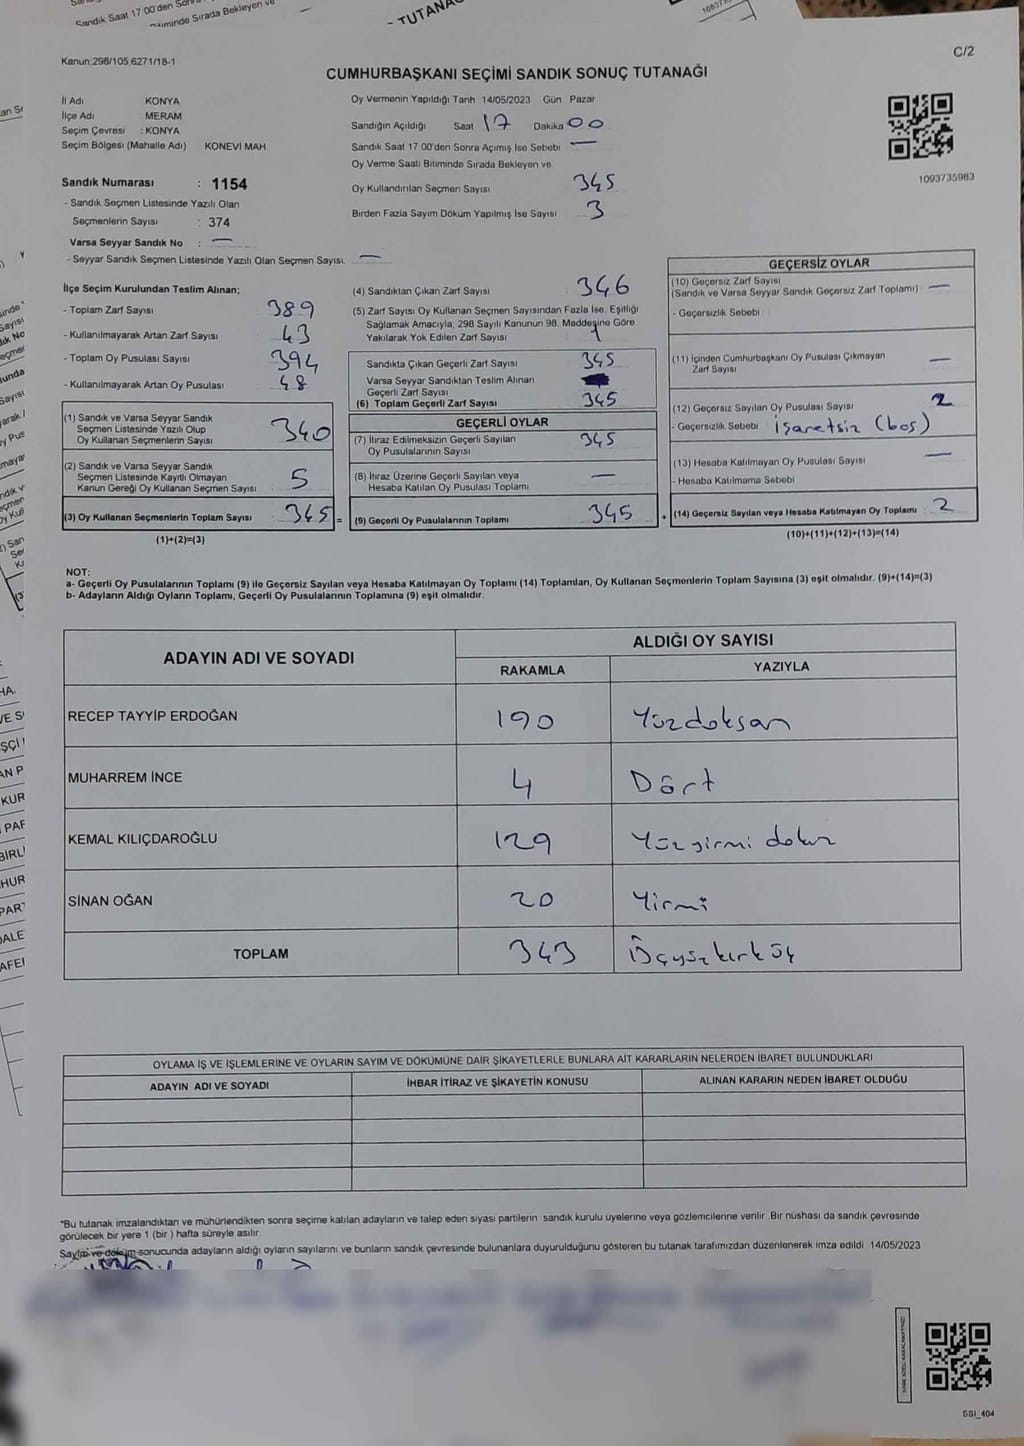 Kanun;298/105,6271/18-1
C/2
CUMHURBAŞKANI SEÇİMİ SANDIK SONUÇ TUTANAĞI
İl Adı KONYA
İlçe Adı MERAM
Seçim Çevresi : KONYA
Seçim Bölgesi (Mahalle Adı) KONEVİ MAH
Oy Vermenin Yapıldığı Tarih 14/05/2023 Gün Pazar
Sandığın Açıldığı Saat 17 Dakika 00
Sandık Saat 17 00'den Sonra Açımış İse Sebebi —
Oy Verme Saati Bitiminde Sırada Bekleyen ve
Oy Kullandırılan Seçmen Sayısı 345
Birden Fazla Sayım Döküm Yapılmış İse Sayısı 3
1093735983
Sandık Numarası : 1154
- Sandık Seçmen Listesinde Yazılı Olan
Seçmenlerin Sayısı : 374
Varsa Seyyar Sandık No : —
- Seyyar Sandık Seçmen Listesinde Yazılı Olan Seçmen Sayısı. —
İlçe Seçim Kurulundan Teslim Alınan;
- Toplam Zarf Sayısı 389
- Kullanılmayarak Artan Zarf Sayısı 43
- Toplam Oy Pusulası Sayısı 394
- Kullanılmayarak Artan Oy Pusulası 48
(1) Sandık ve Varsa Seyyar Sandık
Seçmen Listesinde Yazılı Olup
Oy Kullanan Seçmenlerin Sayısı 340
(2) Sandık ve Varsa Seyyar Sandık
Seçmen Listesinde Kayıtlı Olmayan
Kanun Gereği Oy Kullanan Seçmen Sayısı 5
(3) Oy Kullanan Seçmenlerin Toplam Sayısı 345 =
(1)+(2)=(3)
(4) Sandıktan Çıkan Zarf Sayısı 346
(5) Zarf Sayısı Oy Kullanan Seçmen Sayısından Fazla İse, Eşitliği
Sağlamak Amacıyla, 298 Sayılı Kanunun 98. Maddesine Göre
Yakılarak Yok Edilen Zarf Sayısı 1
Sandıkta Çıkan Geçerli Zarf Sayısı 345
Varsa Seyyar Sandıktan Teslim Alınan
Geçerli Zarf Sayısı
(6) Toplam Geçerli Zarf Sayısı 345
GEÇERLİ OYLAR
(7) İtiraz Edilmeksizin Geçerli Sayılan
Oy Pusulalarının Sayısı 345
(8) İtiraz Üzerine Geçerli Sayılan veya
Hesaba Katılan Oy Pusulası Toplamı —
(9) Geçerli Oy Pusulalarının Toplamı 345 +
GEÇERSİZ OYLAR
(10) Geçersiz Zarf Sayısı
(Sandık ve Varsa Seyyar Sandık Geçersiz Zarf Toplamı) —
- Geçersizlik Sebebi
(11) İçinden Cumhurbaşkanı Oy Pusulası Çıkmayan
Zarf Sayısı —
(12) Geçersiz Sayılan Oy Pusulası Sayısı 2
- Geçersizlik Sebebi İşaretsiz (boş)
(13) Hesaba Katılmayan Oy Pusulası Sayısı —
- Hesaba Katılmama Sebebi
(14) Geçersiz Sayılan veya Hesaba Katılmayan Oy Toplamı : 2
(10)+(11)+(12)+(13)=(14)
NOT:
a- Geçerli Oy Pusulalarının Toplamı (9) ile Geçersiz Sayılan veya Hesaba Katılmayan Oy Toplamı (14) Toplamları, Oy Kullanan Seçmenlerin Toplam Sayısına (3) eşit olmalıdır. (9)+(14)=(3)
b- Adayların Aldığı Oyların Toplamı, Geçerli Oy Pusulalarının Toplamına (9) eşit olmalıdır.
ADAYIN ADI VE SOYADI
ALDIĞI OY SAYISI
RAKAMLA YAZIYLA
RECEP TAYYİP ERDOĞAN 190 Yüzdoksan
MUHARREM İNCE 4 Dört
KEMAL KILIÇDAROĞLU 129 Yüzyirmi dokuz
SİNAN OĞAN 20 Yirmi
TOPLAM 343 Üçyüzkırküç
OYLAMA İŞ VE İŞLEMLERİNE VE OYLARIN SAYIM VE DÖKÜMÜNE DAİR ŞİKAYETLERLE BUNLARA AİT KARARLARIN NELERDEN İBARET BULUNDUKLARI
ADAYIN ADI VE SOYADI İHBAR İTİRAZ VE ŞİKAYETİN KONUSU ALINAN KARARIN NEDEN İBARET OLDUĞU
*Bu tutanak imzalandıktan ve mühürlendikten sonra seçime katılan adayların ve talep eden siyasi partilerin sandık kurulu üyelerine veya gözlemcilerine verilir. Bir nüshası da sandık çevresinde
görülecek bir yere 1 (bir) hafta süreyle asılır
Sayım ve döküm sonucunda adayların aldığı oyların sayılarını ve bunların sandık çevresinde bulunanlara duyurulduğunu gösteren bu tutanak tarafımızdan düzenlenerek imza edildi 14/05/2023
SSI_404